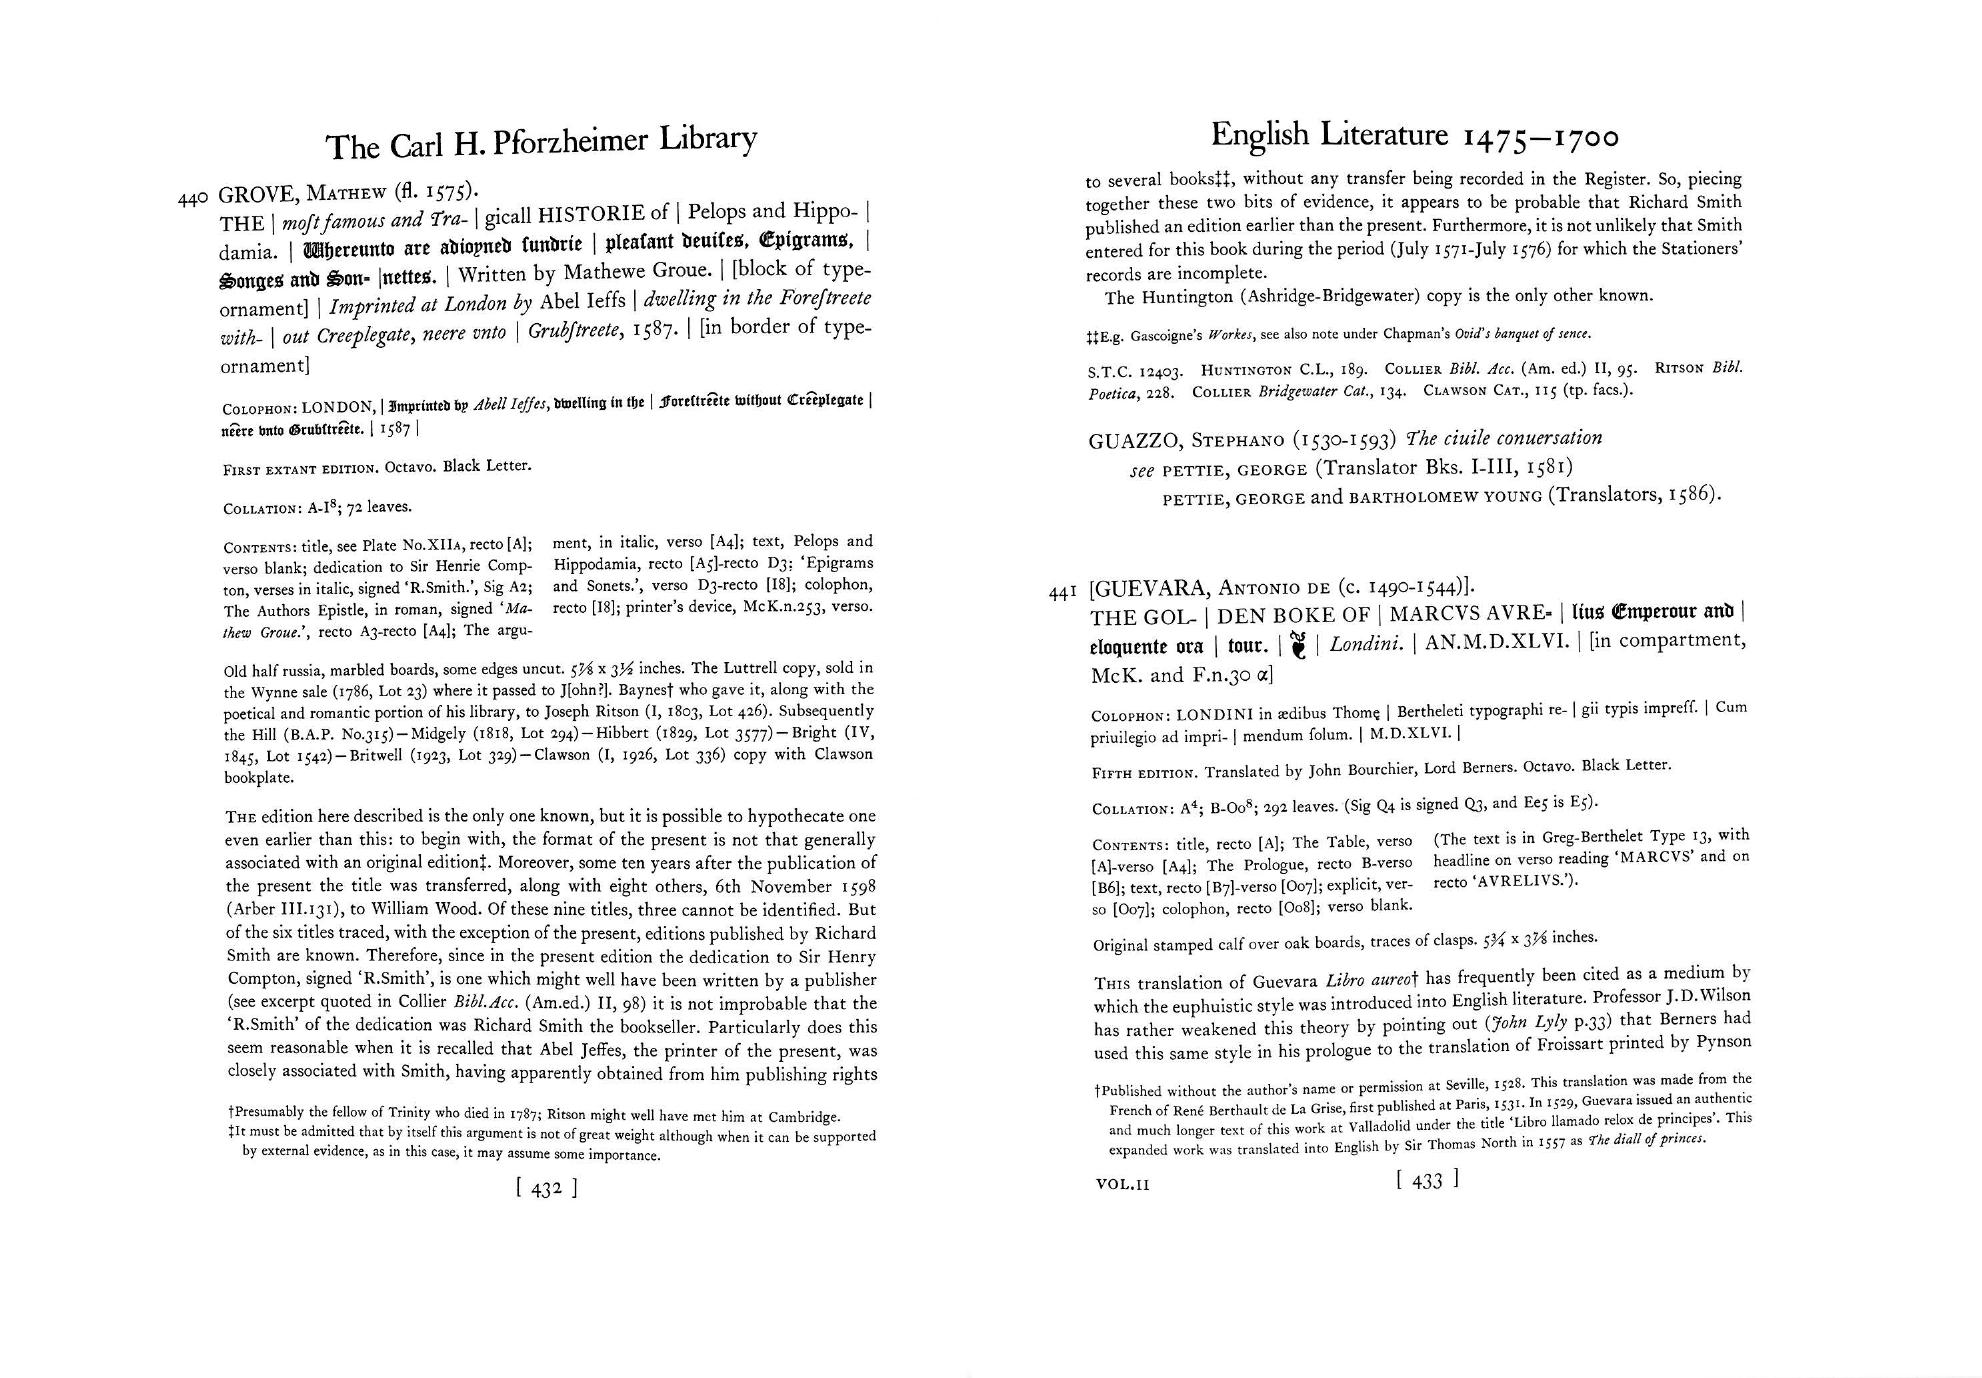 The Carl H. Pforzheimer Library
440 GROVE, MATHEW (fl. 1575).
THE | moſt famous and Tra- | gicall HISTORIE of | Pelops and Hippo- |
damia. | Whereunto are adioyned ſundrie | pleaſant deuiſes, Epigrams, |
Songes and Son- |nettes. | Written by Mathewe Groue. | [block of type-
ornament] | Imprinted at London by Abel Ieffs | dwelling in the Foreſtreete
with- | out Creeplegate, neere vnto | Grubſtreete, 1587. | [in border of type-
ornament]
COLOPHON: LONDON, | Imprinted by Abell Ieffes, dwelling in the | Foreſtrêete without Crêeplegate |
nêere vnto Grubſtrêete. | 1587 |
FIRST EXTANT EDITION. Octavo. Black Letter.
COLLATION: A-I⁸; 72 leaves.
CONTENTS: title, see Plate No.XIIA, recto [A];
verso blank; dedication to Sir Henrie Comp-
ton, verses in italic, signed ‘R.Smith.’, Sig A2;
The Authors Epistle, in roman, signed ‘Ma-
thew Groue.’, recto A3-recto [A4]; The argu-
ment, in italic, verso [A4]; text, Pelops and
Hippodamia, recto [A5]-recto D3; ‘Epigrams
and Sonets.’, verso D3-recto [I8]; colophon,
recto [I8]; printer's device, McK.n.253, verso.
Old half russia, marbled boards, some edges uncut. 5⅞ x 3½ inches. The Luttrell copy, sold in
the Wynne sale (1786, Lot 23) where it passed to J[ohn?]. Baynes† who gave it, along with the
poetical and romantic portion of his library, to Joseph Ritson (I, 1803, Lot 426). Subsequently
the Hill (B.A.P. No.315)—Midgely (1818, Lot 294)—Hibbert (1829, Lot 3577)—Bright (IV,
1845, Lot 1542)—Britwell (1923, Lot 329)—Clawson (I, 1926, Lot 336) copy with Clawson
bookplate.
THE edition here described is the only one known, but it is possible to hypothecate one
even earlier than this: to begin with, the format of the present is not that generally
associated with an original edition‡. Moreover, some ten years after the publication of
the present the title was transferred, along with eight others, 6th November 1598
(Arber III.131), to William Wood. Of these nine titles, three cannot be identified. But
of the six titles traced, with the exception of the present, editions published by Richard
Smith are known. Therefore, since in the present edition the dedication to Sir Henry
Compton, signed ‘R.Smith’, is one which might well have been written by a publisher
(see excerpt quoted in Collier Bibl.Acc. (Am.ed.) II, 98) it is not improbable that the
‘R.Smith’ of the dedication was Richard Smith the bookseller. Particularly does this
seem reasonable when it is recalled that Abel Jeffes, the printer of the present, was
closely associated with Smith, having apparently obtained from him publishing rights
†Presumably the fellow of Trinity who died in 1787; Ritson might well have met him at Cambridge.
‡It must be admitted that by itself this argument is not of great weight although when it can be supported
by external evidence, as in this case, it may assume some importance.
[ 432 ]
English Literature 1475—1700
to several books‡‡, without any transfer being recorded in the Register. So, piecing
together these two bits of evidence, it appears to be probable that Richard Smith
published an edition earlier than the present. Furthermore, it is not unlikely that Smith
entered for this book during the period (July 1571-July 1576) for which the Stationers’
records are incomplete.
The Huntington (Ashridge-Bridgewater) copy is the only other known.
‡‡E.g. Gascoigne's Workes, see also note under Chapman's Ovid's banquet of sence.
S.T.C. 12403. HUNTINGTON C.L., 189. COLLIER Bibl. Acc. (Am. ed.) II, 95. RITSON Bibl.
Poetica, 228. COLLIER Bridgewater Cat., 134. CLAWSON CAT., 115 (tp. facs.).
GUAZZO, STEPHANO (1530-1593) The ciuile conuersation
see PETTIE, GEORGE (Translator Bks. I-III, 1581)
PETTIE, GEORGE and BARTHOLOMEW YOUNG (Translators, 1586).
441 [GUEVARA, ANTONIO DE (c. 1490-1544)].
THE GOL- | DEN BOKE OF | MARCVS AVRE- | lius Emperour and |
eloquente ora | tour. | ❦ | Londini. | AN.M.D.XLVI. | [in compartment,
McK. and F.n.30 α]
COLOPHON: LONDINI in ædibus Thomę | Bertheleti typographi re- | gii typis impreſſ. | Cum
priuilegio ad impri- | mendum ſolum. | M.D.XLVI. |
FIFTH EDITION. Translated by John Bourchier, Lord Berners. Octavo. Black Letter.
COLLATION: A⁴; B-Oo⁸; 292 leaves. (Sig Q4 is signed Q3, and Ee5 is E5).
CONTENTS: title, recto [A]; The Table, verso
[A]-verso [A4]; The Prologue, recto B-verso
[B6]; text, recto [B7]-verso [Oo7]; explicit, ver-
so [Oo7]; colophon, recto [Oo8]; verso blank.
(The text is in Greg-Berthelet Type 13, with
headline on verso reading ‘MARCVS’ and on
recto ‘AVRELIVS.’).
Original stamped calf over oak boards, traces of clasps. 5¾ x 3⅞ inches.
THIS translation of Guevara Libro aureo† has frequently been cited as a medium by
which the euphuistic style was introduced into English literature. Professor J.D.Wilson
has rather weakened this theory by pointing out (John Lyly p.33) that Berners had
used this same style in his prologue to the translation of Froissart printed by Pynson
†Published without the author's name or permission at Seville, 1528. This translation was made from the
French of René Berthault de La Grise, first published at Paris, 1531. In 1529, Guevara issued an authentic
and much longer text of this work at Valladolid under the title ‘Libro llamado relox de principes’. This
expanded work was translated into English by Sir Thomas North in 1557 as The diall of princes.
VOL.II
[ 433 ]